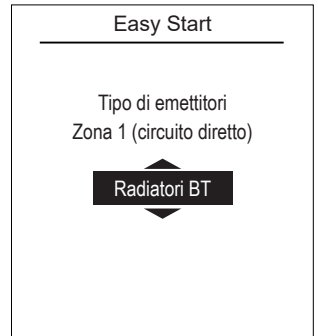 Easy Start
Tipo di emettitori
Zona 1 (circuito diretto)
Radiatori BT